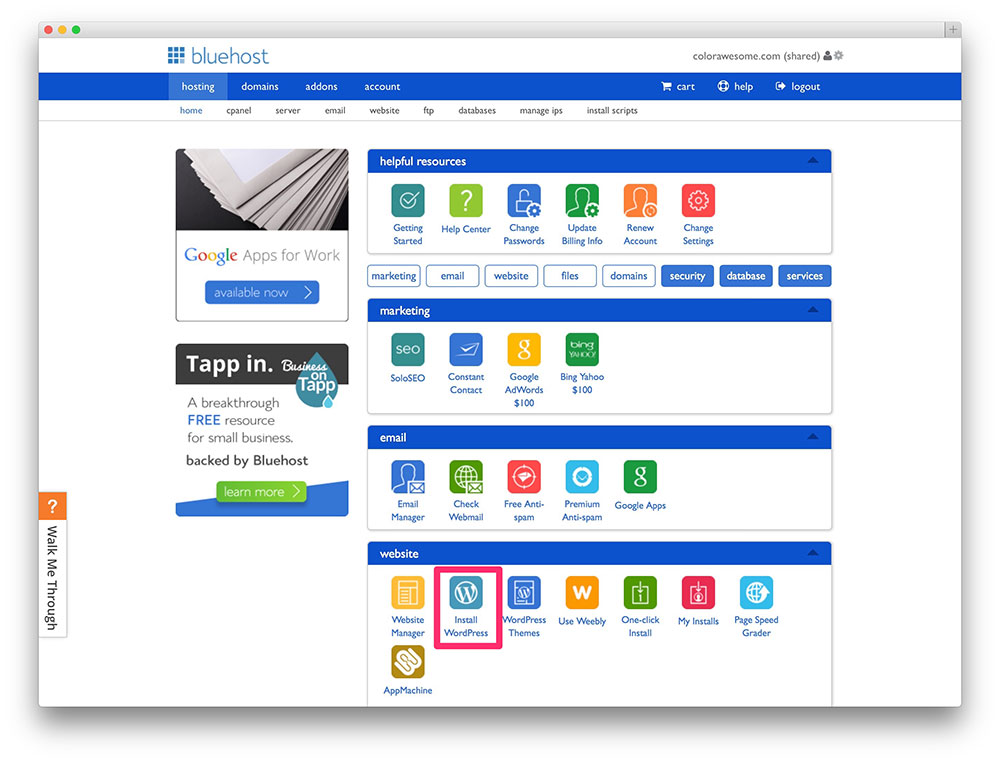 bluehost
colorawesome.com (shared)
hosting domains addons account cart help logout
home cpanel server email website ftp databases manage ips install scripts
Google Apps for Work
available now
Tapp in.
Business
on
Tapp
A breakthrough
FREE resource
for small business.
backed by Bluehost
learn more
?
Walk Me Through
helpful resources
?
Getting
Started
Help Center
Change
Passwords
Update
Billing Info
Renew
Account
Change
Settings
marketing email website files domains security database services
marketing
seo
g
bing
YAHOO!
SoloSEO
Constant
Contact
Google
AdWords
$100
Bing Yahoo
$100
email
g
Email
Manager
Check
Webmail
Free Anti-
spam
Premium
Anti-spam
Google Apps
website
W
W
W
1
Website
Manager
Install
WordPress
WordPress
Themes
Use Weebly
One-click
Install
My Installs
Page Speed
Grader
AppMachine